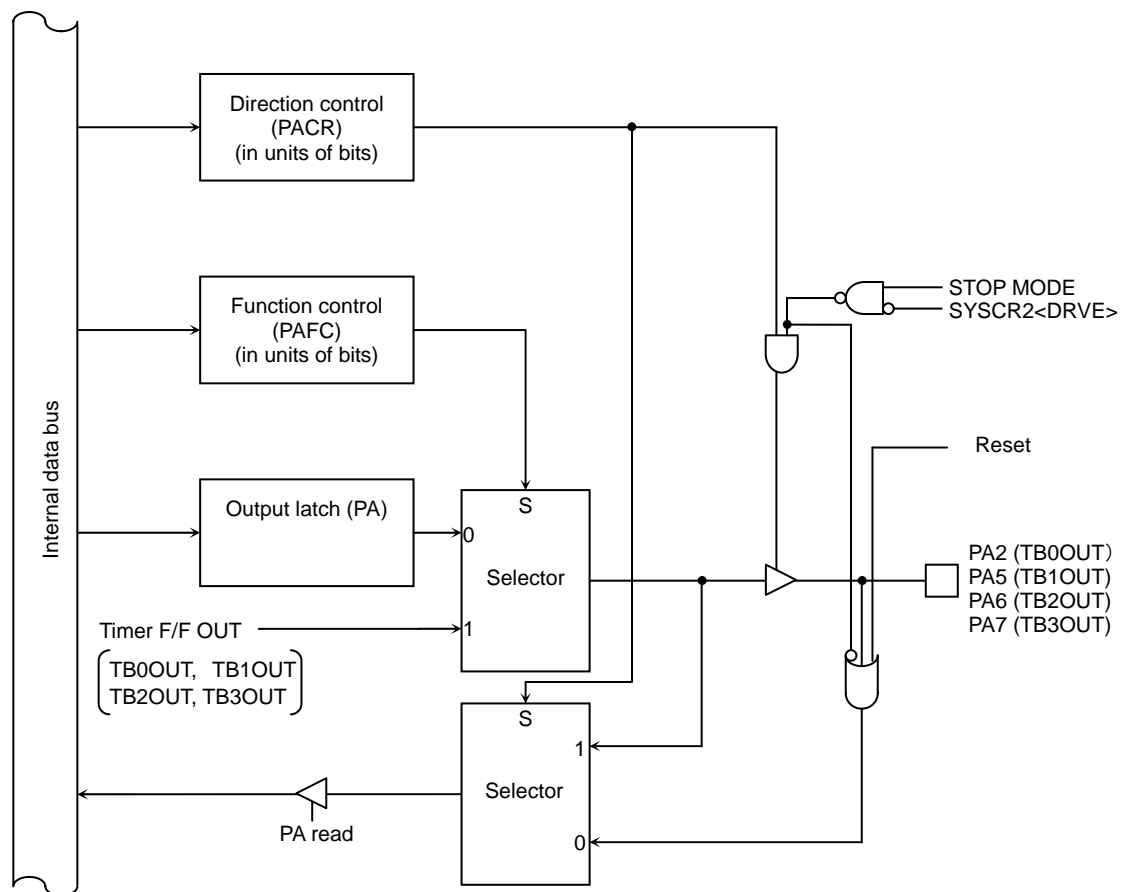 Direction control
(PACR)
(in units of bits)
Function control
(PAFC)
(in units of bits)
STOP MODE
SYSCR2<DRVE>
Internal data bus
Reset
Output latch (PA)
S
0
Selector
1
PA2 (TB0OUT）
PA5 (TB1OUT)
PA6 (TB2OUT)
PA7 (TB3OUT)
Timer F/F OUT
TB0OUT, TB1OUT
TB2OUT, TB3OUT
S
1
Selector
0
PA read